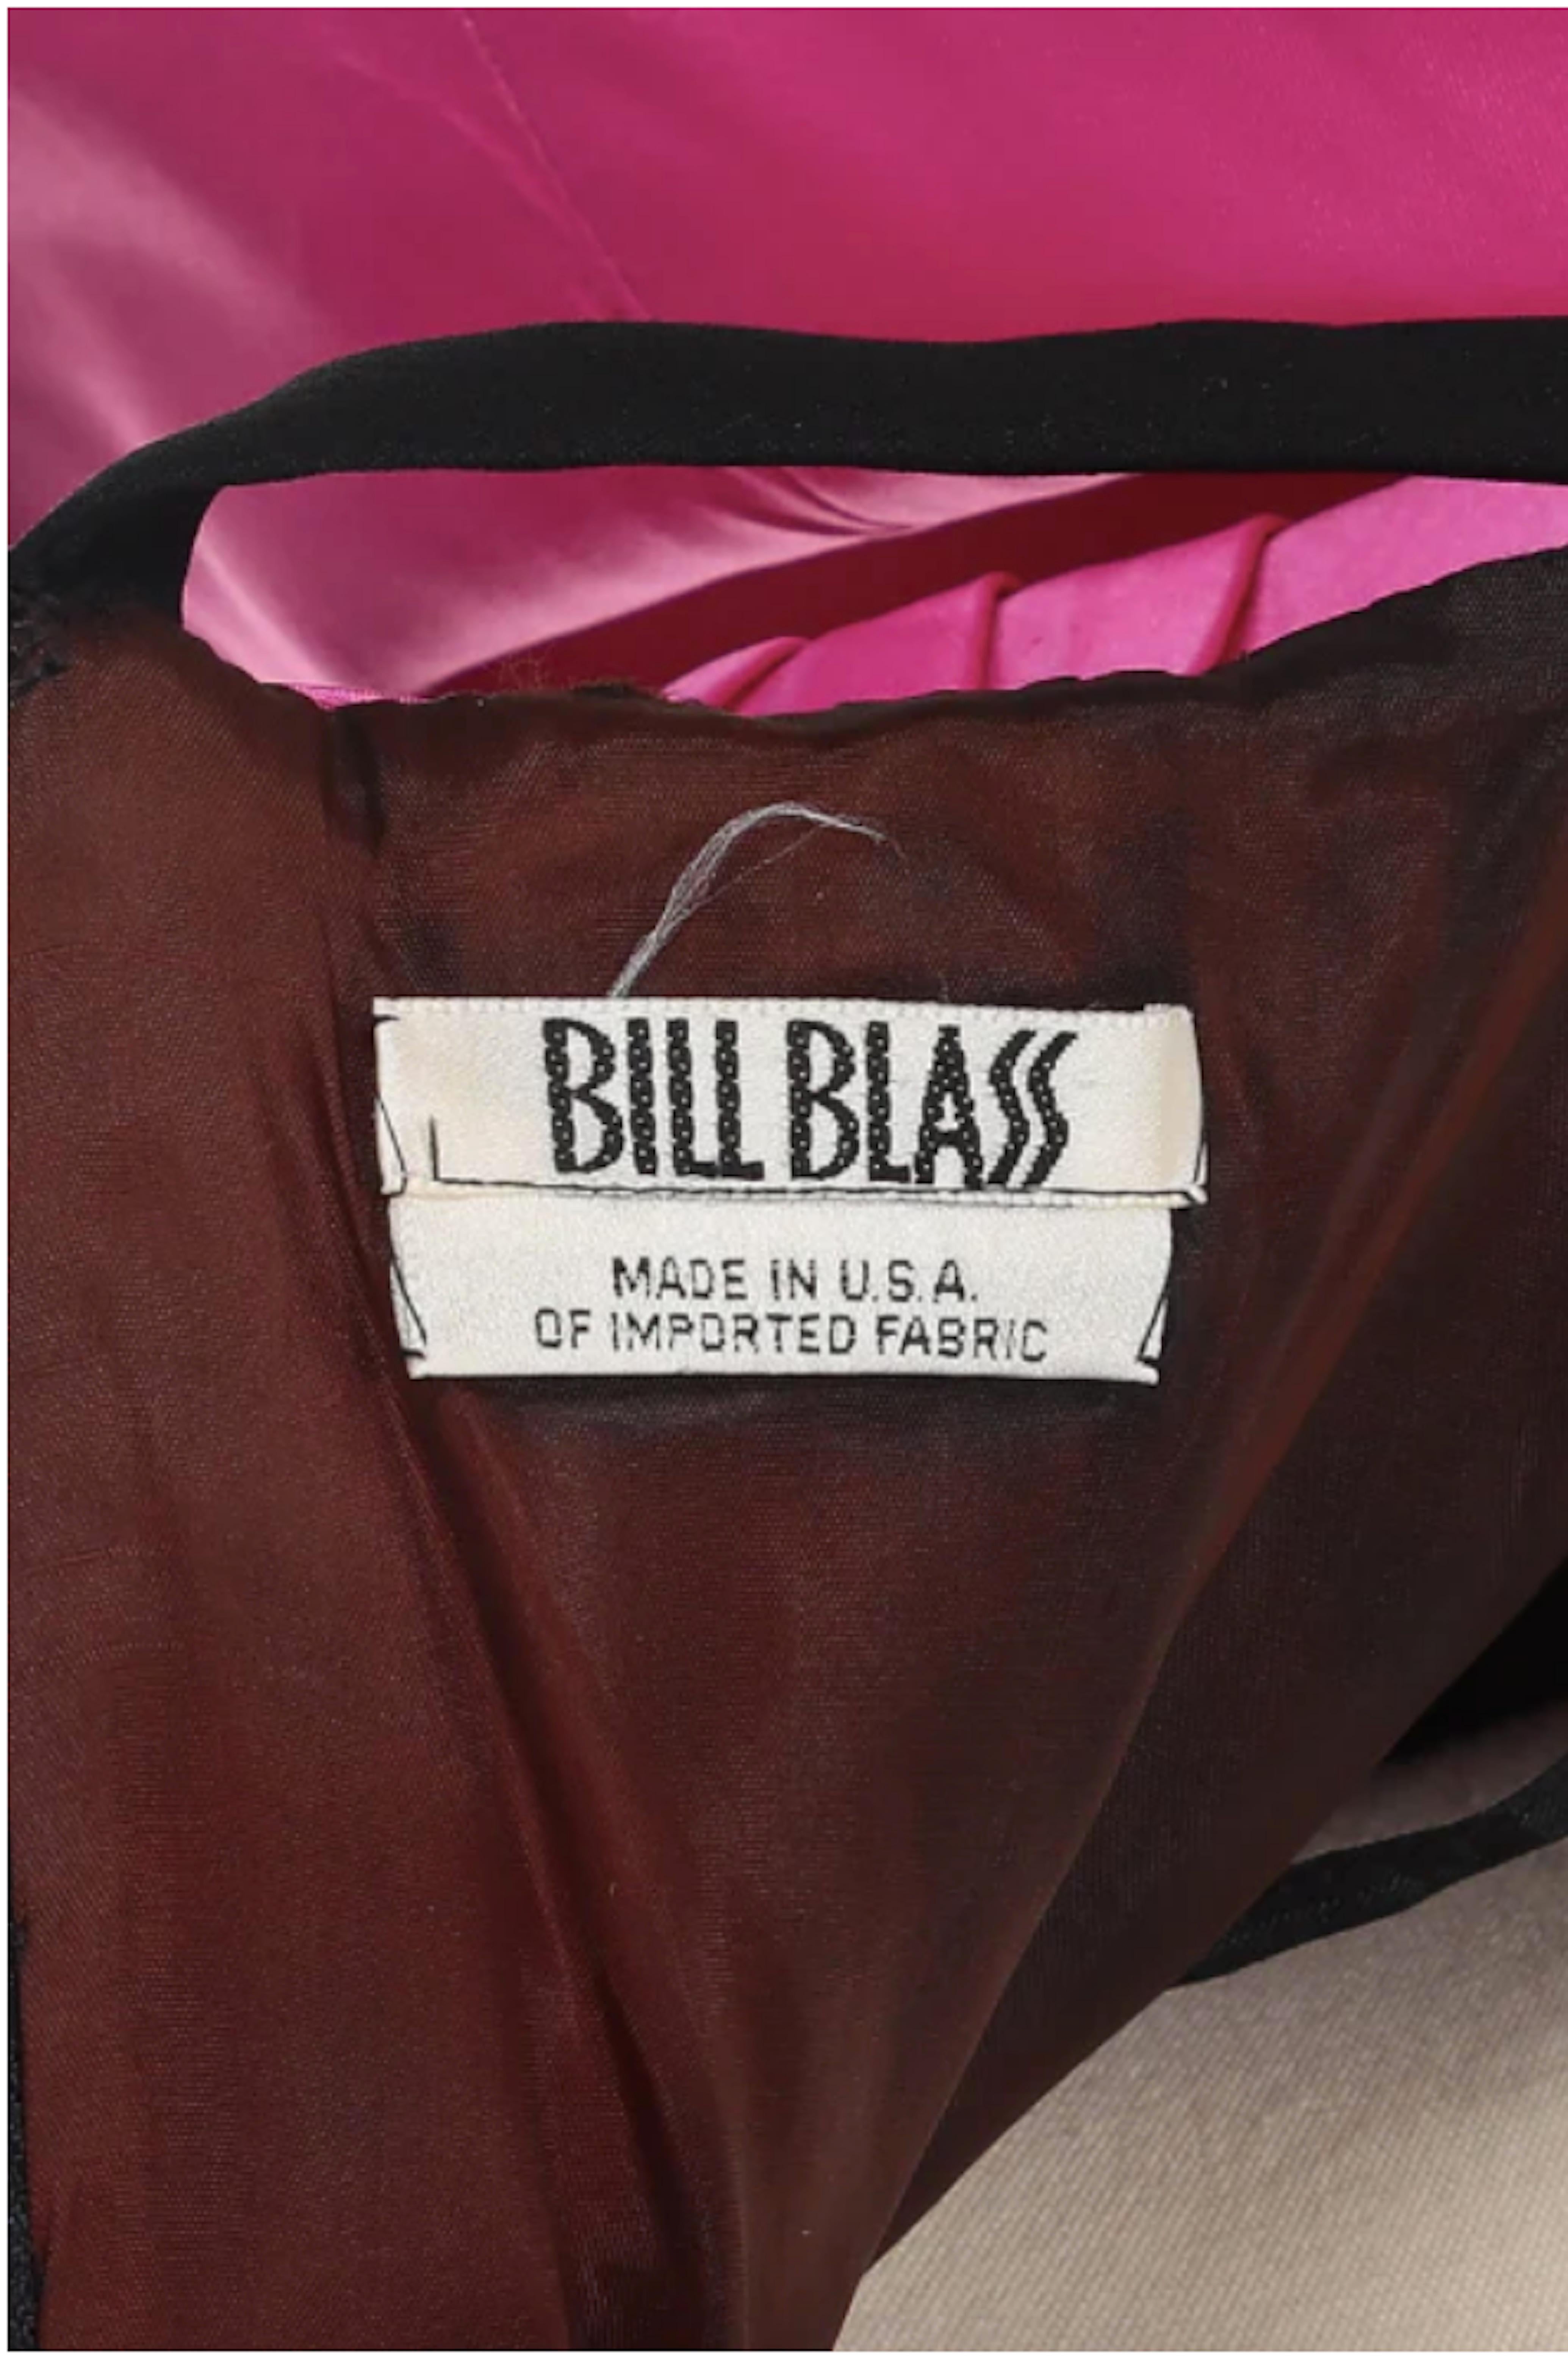 BILL BLASS
MADE IN U.S.A.
OF IMPORTED FABRIC